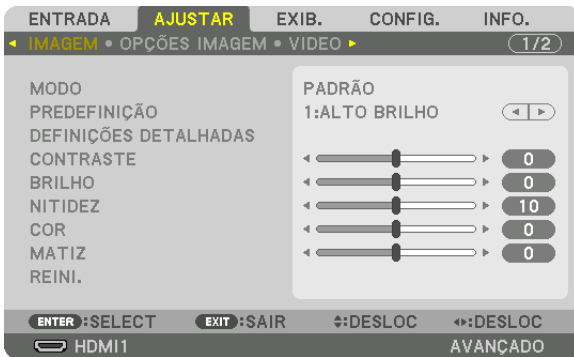 ENTRADA AJUSTAR EXIB. CONFIG. INFO.
IMAGEM • OPÇÕES IMAGEM • VIDEO 1/2
MODO PADRÃO
PREDEFINIÇÃO 1:ALTO BRILHO
DEFINIÇÕES DETALHADAS
CONTRASTE 0
BRILHO 0
NITIDEZ 10
COR 0
MATIZ 0
REINI.
ENTER :SELECT EXIT :SAIR :DESLOC :DESLOC
HDMI1 AVANÇADO